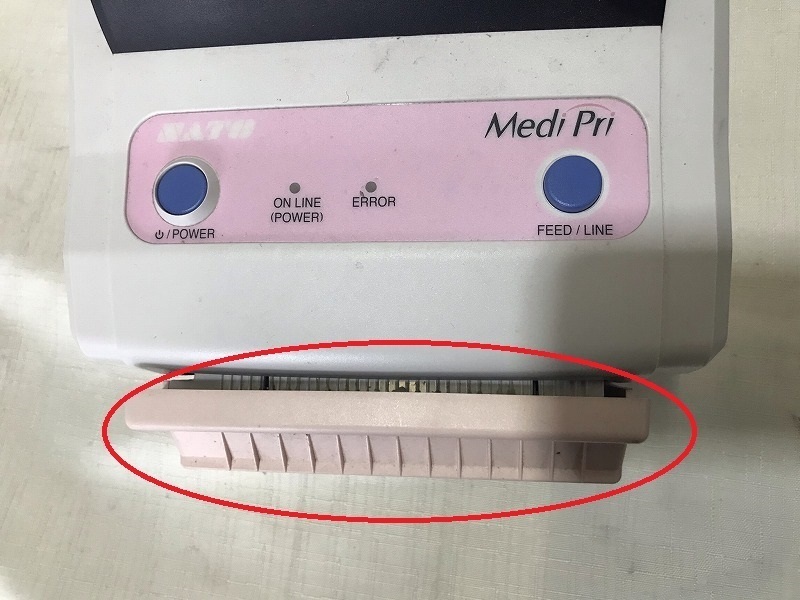 SATO
Medi Pri
⏻/POWER
ON LINE
(POWER)
ERROR
FEED / LINE